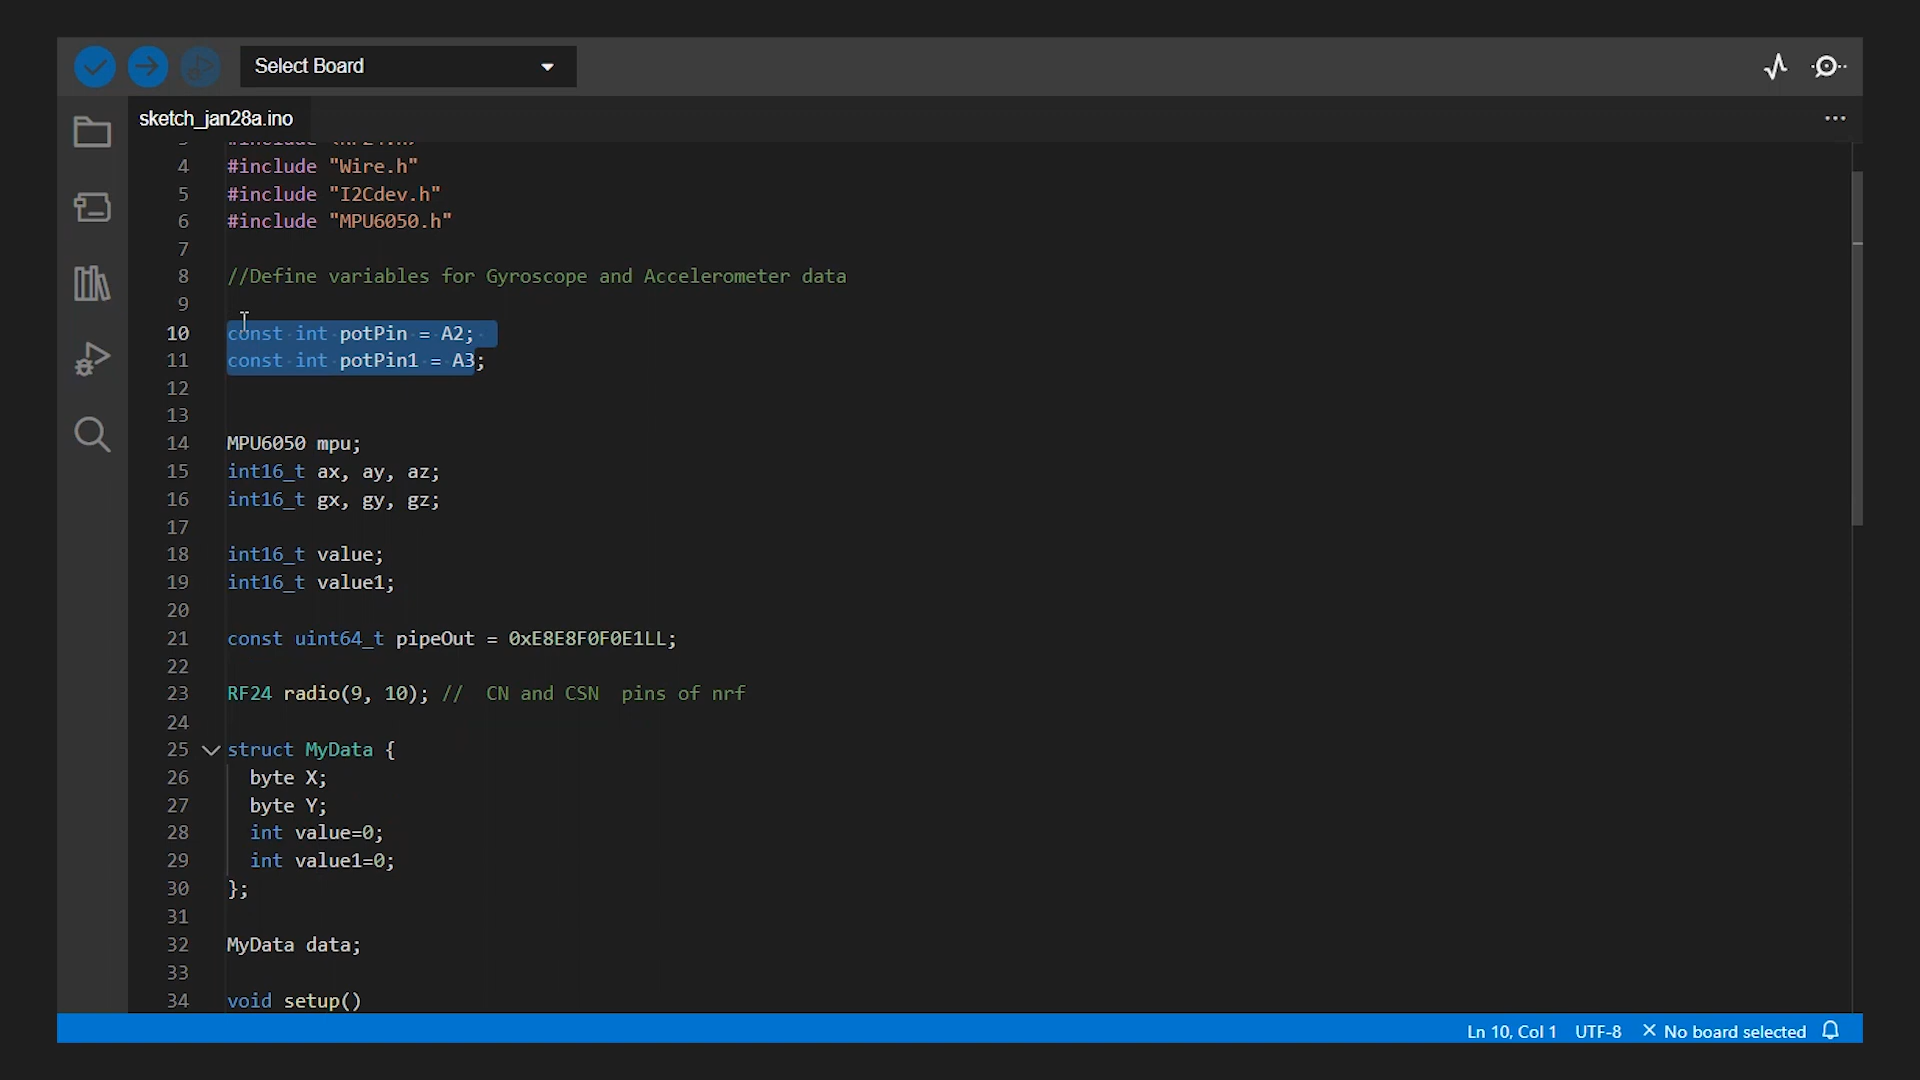 Select Board
sketch_jan28a.ino
4 #include "Wire.h"
5 #include "I2Cdev.h"
6 #include "MPU6050.h"
7
8 //Define variables for Gyroscope and Accelerometer data
9
10 const int potPin = A2;
11 const int potPin1 = A3;
12
13
14 MPU6050 mpu;
15 int16_t ax, ay, az;
16 int16_t gx, gy, gz;
17
18 int16_t value;
19 int16_t value1;
20
21 const uint64_t pipeOut = 0xE8E8F0F0E1LL;
22
23 RF24 radio(9, 10); //  CN and CSN  pins of nrf
24
25 struct MyData {
26   byte X;
27   byte Y;
28   int value=0;
29   int value1=0;
30 };
31
32 MyData data;
33
34 void setup()
Ln 10, Col 1 UTF-8 No board selected